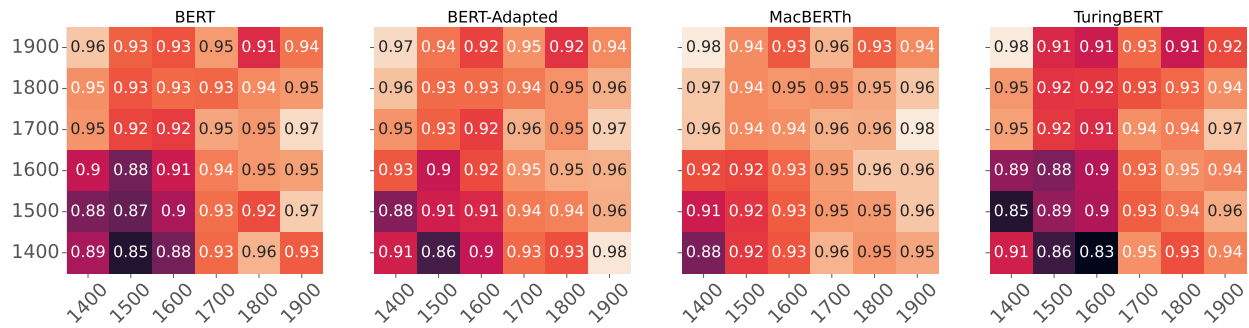 BERT BERT-Adapted MacBERTh TuringBERT
1900 0.96 0.93 0.93 0.95 0.91 0.94 0.97 0.94 0.92 0.95 0.92 0.94 0.98 0.94 0.93 0.96 0.93 0.94 0.98 0.91 0.91 0.93 0.91 0.92
1800 0.95 0.93 0.93 0.93 0.94 0.95 0.96 0.93 0.93 0.94 0.95 0.96 0.97 0.94 0.95 0.95 0.95 0.96 0.95 0.92 0.92 0.93 0.93 0.94
1700 0.95 0.92 0.92 0.95 0.95 0.97 0.95 0.93 0.92 0.96 0.95 0.97 0.96 0.94 0.94 0.96 0.96 0.98 0.95 0.92 0.91 0.94 0.94 0.97
1600 0.9 0.88 0.91 0.94 0.95 0.95 0.93 0.9 0.92 0.95 0.95 0.96 0.92 0.92 0.93 0.95 0.96 0.96 0.89 0.88 0.9 0.93 0.95 0.94
1500 0.88 0.87 0.9 0.93 0.92 0.97 0.88 0.91 0.91 0.94 0.94 0.96 0.91 0.92 0.93 0.95 0.95 0.96 0.85 0.89 0.9 0.93 0.94 0.96
1400 0.89 0.85 0.88 0.93 0.96 0.93 0.91 0.86 0.9 0.93 0.93 0.98 0.88 0.92 0.93 0.96 0.95 0.95 0.91 0.86 0.83 0.95 0.93 0.94
1400 1500 1600 1700 1800 1900 1400 1500 1600 1700 1800 1900 1400 1500 1600 1700 1800 1900 1400 1500 1600 1700 1800 1900